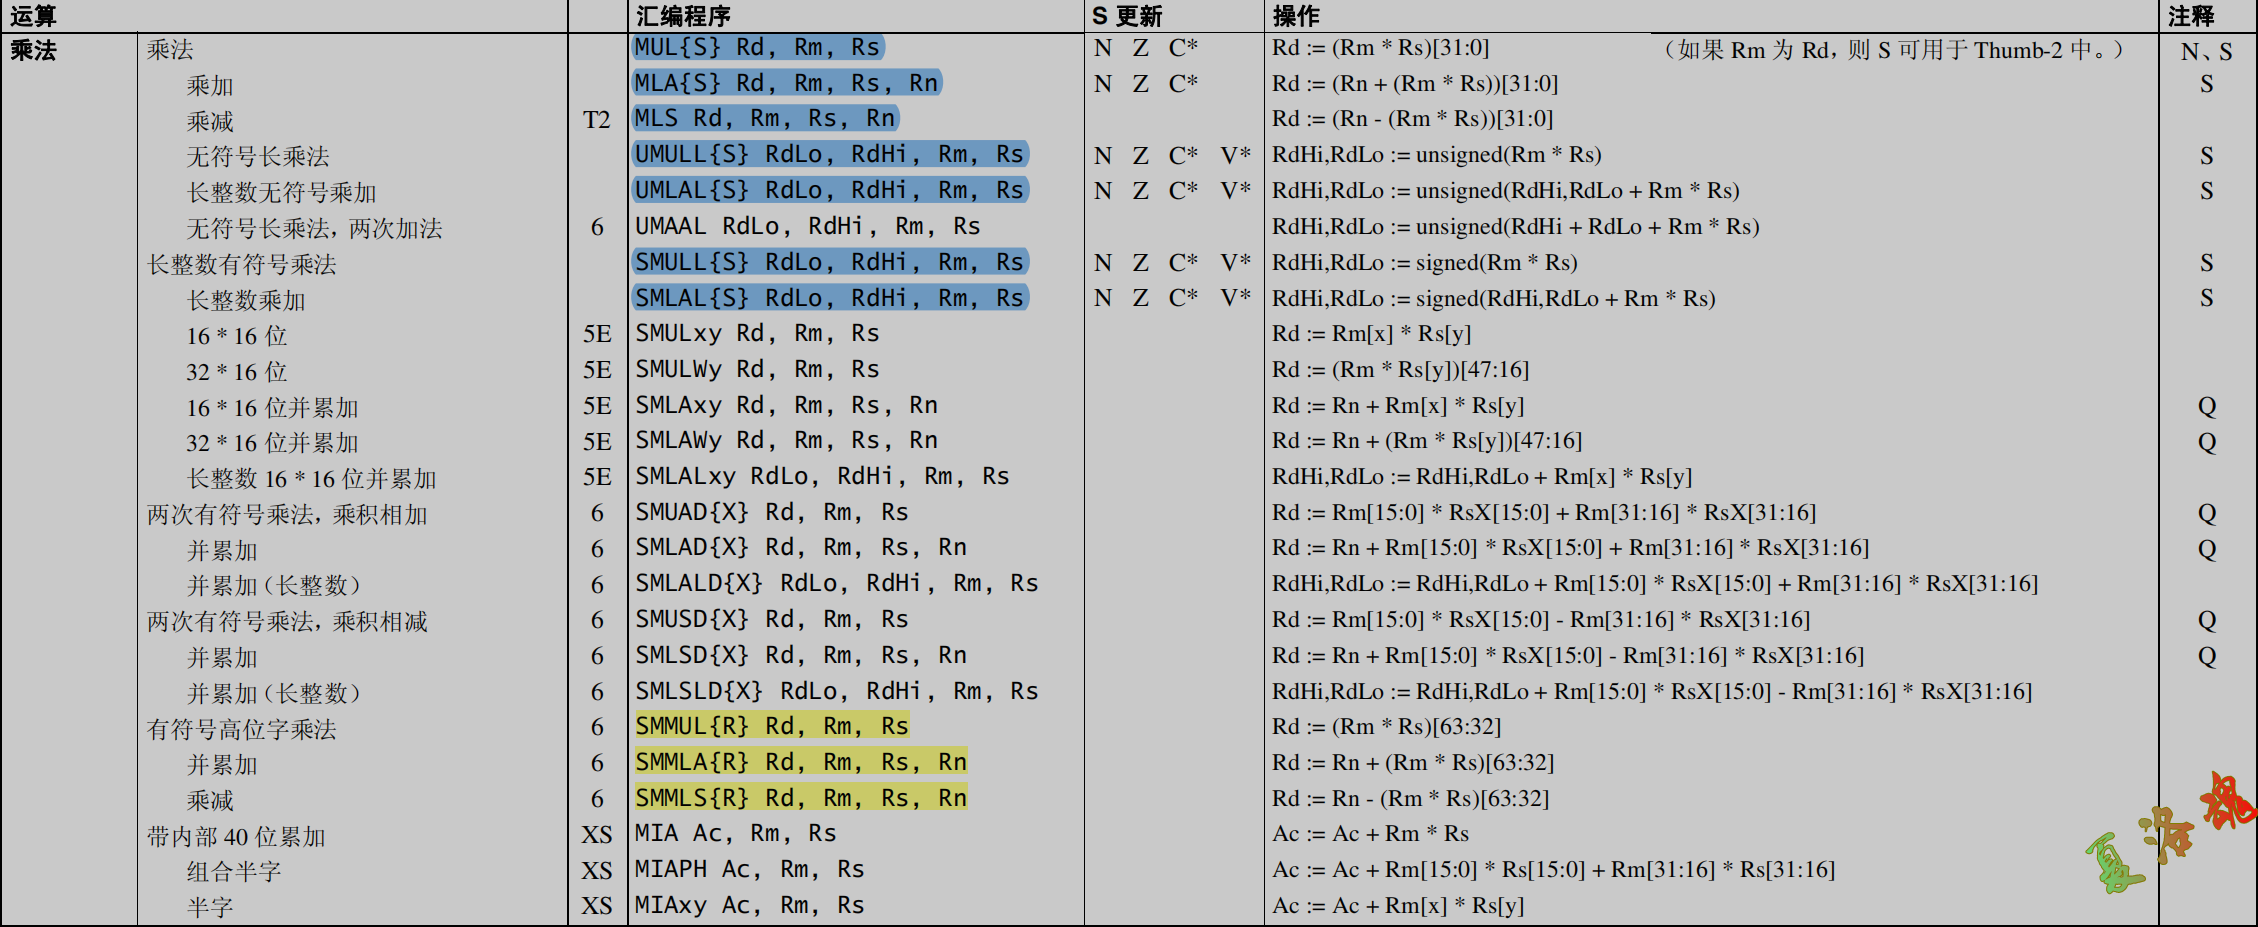 运算 汇编程序 S 更新 操作 注释
乘法 乘法 MUL{S} Rd, Rm, Rs N Z C* Rd := (Rm * Rs)[31:0] （如果 Rm 为 Rd，则 S 可用于 Thumb-2 中。） N、S
乘加 MLA{S} Rd, Rm, Rs, Rn N Z C* Rd := (Rn + (Rm * Rs))[31:0] S
乘减 T2 MLS Rd, Rm, Rs, Rn Rd := (Rn - (Rm * Rs))[31:0]
无符号长乘法 UMULL{S} RdLo, RdHi, Rm, Rs N Z C* V* RdHi,RdLo := unsigned(Rm * Rs) S
长整数无符号乘加 UMLAL{S} RdLo, RdHi, Rm, Rs N Z C* V* RdHi,RdLo := unsigned(RdHi,RdLo + Rm * Rs) S
无符号长乘法，两次加法 6 UMAAL RdLo, RdHi, Rm, Rs RdHi,RdLo := unsigned(RdHi + RdLo + Rm * Rs)
长整数有符号乘法 SMULL{S} RdLo, RdHi, Rm, Rs N Z C* V* RdHi,RdLo := signed(Rm * Rs) S
长整数乘加 SMLAL{S} RdLo, RdHi, Rm, Rs N Z C* V* RdHi,RdLo := signed(RdHi,RdLo + Rm * Rs) S
16 * 16 位 5E SMULxy Rd, Rm, Rs Rd := Rm[x] * Rs[y]
32 * 16 位 5E SMULWy Rd, Rm, Rs Rd := (Rm * Rs[y])[47:16]
16 * 16 位并累加 5E SMLAxy Rd, Rm, Rs, Rn Rd := Rn + Rm[x] * Rs[y] Q
32 * 16 位并累加 5E SMLAWy Rd, Rm, Rs, Rn Rd := Rn + (Rm * Rs[y])[47:16] Q
长整数 16 * 16 位并累加 5E SMLALxy RdLo, RdHi, Rm, Rs RdHi,RdLo := RdHi,RdLo + Rm[x] * Rs[y]
两次有符号乘法，乘积相加 6 SMUAD{X} Rd, Rm, Rs Rd := Rm[15:0] * RsX[15:0] + Rm[31:16] * RsX[31:16] Q
并累加 6 SMLAD{X} Rd, Rm, Rs, Rn Rd := Rn + Rm[15:0] * RsX[15:0] + Rm[31:16] * RsX[31:16] Q
并累加（长整数） 6 SMLALD{X} RdLo, RdHi, Rm, Rs RdHi,RdLo := RdHi,RdLo + Rm[15:0] * RsX[15:0] + Rm[31:16] * RsX[31:16]
两次有符号乘法，乘积相减 6 SMUSD{X} Rd, Rm, Rs Rd := Rm[15:0] * RsX[15:0] - Rm[31:16] * RsX[31:16] Q
并累加 6 SMLSD{X} Rd, Rm, Rs, Rn Rd := Rn + Rm[15:0] * RsX[15:0] - Rm[31:16] * RsX[31:16] Q
并累加（长整数） 6 SMLSLD{X} RdLo, RdHi, Rm, Rs RdHi,RdLo := RdHi,RdLo + Rm[15:0] * RsX[15:0] - Rm[31:16] * RsX[31:16]
有符号高位字乘法 6 SMMUL{R} Rd, Rm, Rs Rd := (Rm * Rs)[63:32]
并累加 6 SMMLA{R} Rd, Rm, Rs, Rn Rd := Rn + (Rm * Rs)[63:32]
乘减 6 SMMLS{R} Rd, Rm, Rs, Rn Rd := Rn - (Rm * Rs)[63:32]
带内部 40 位累加 XS MIA Ac, Rm, Rs Ac := Ac + Rm * Rs
组合半字 XS MIAPH Ac, Rm, Rs Ac := Ac + Rm[15:0] * Rs[15:0] + Rm[31:16] * Rs[31:16]
半字 XS MIAxy Ac, Rm, Rs Ac := Ac + Rm[x] * Rs[y]
夏洛魂